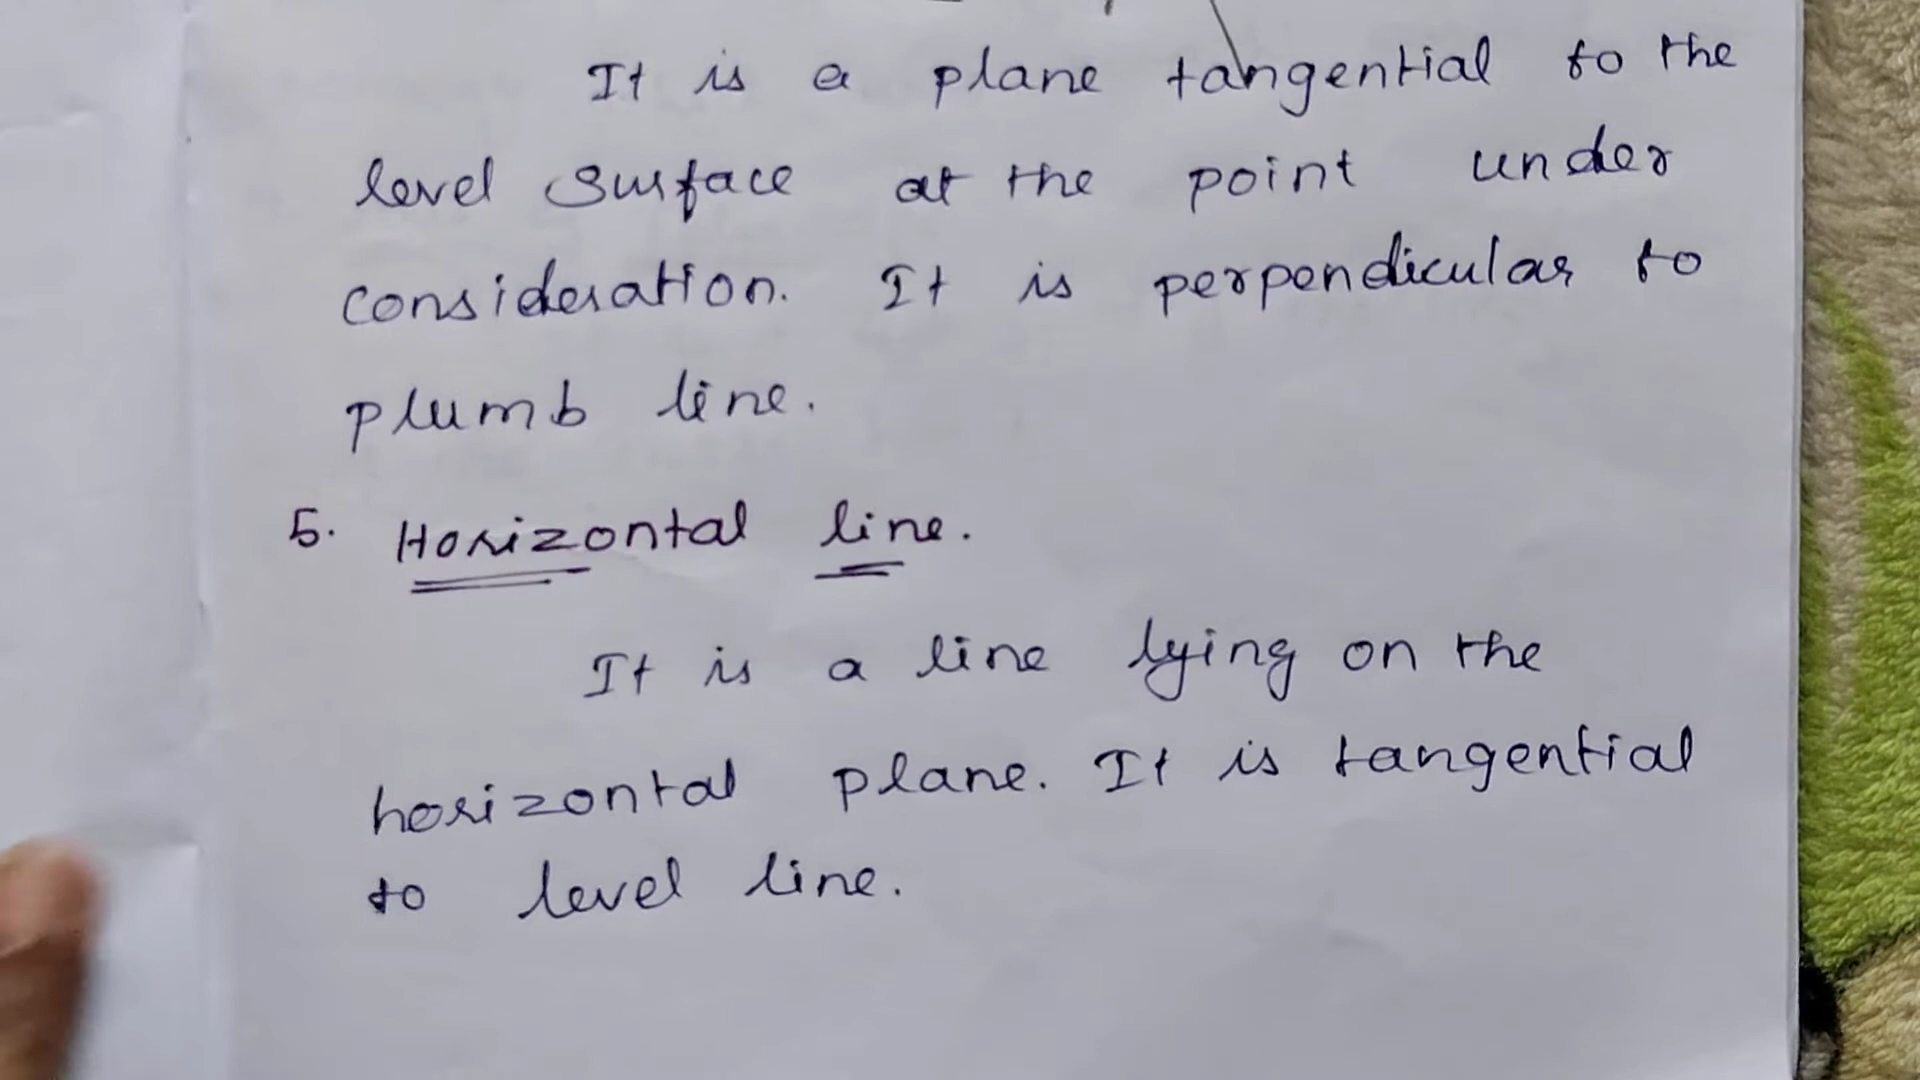 It is a plane tangential to the
level surface at the point under
consideration. It is perpendicular to
plumb line.
5. Horizontal line.
It is a line lying on the
horizontal plane. It is tangential
to level line.